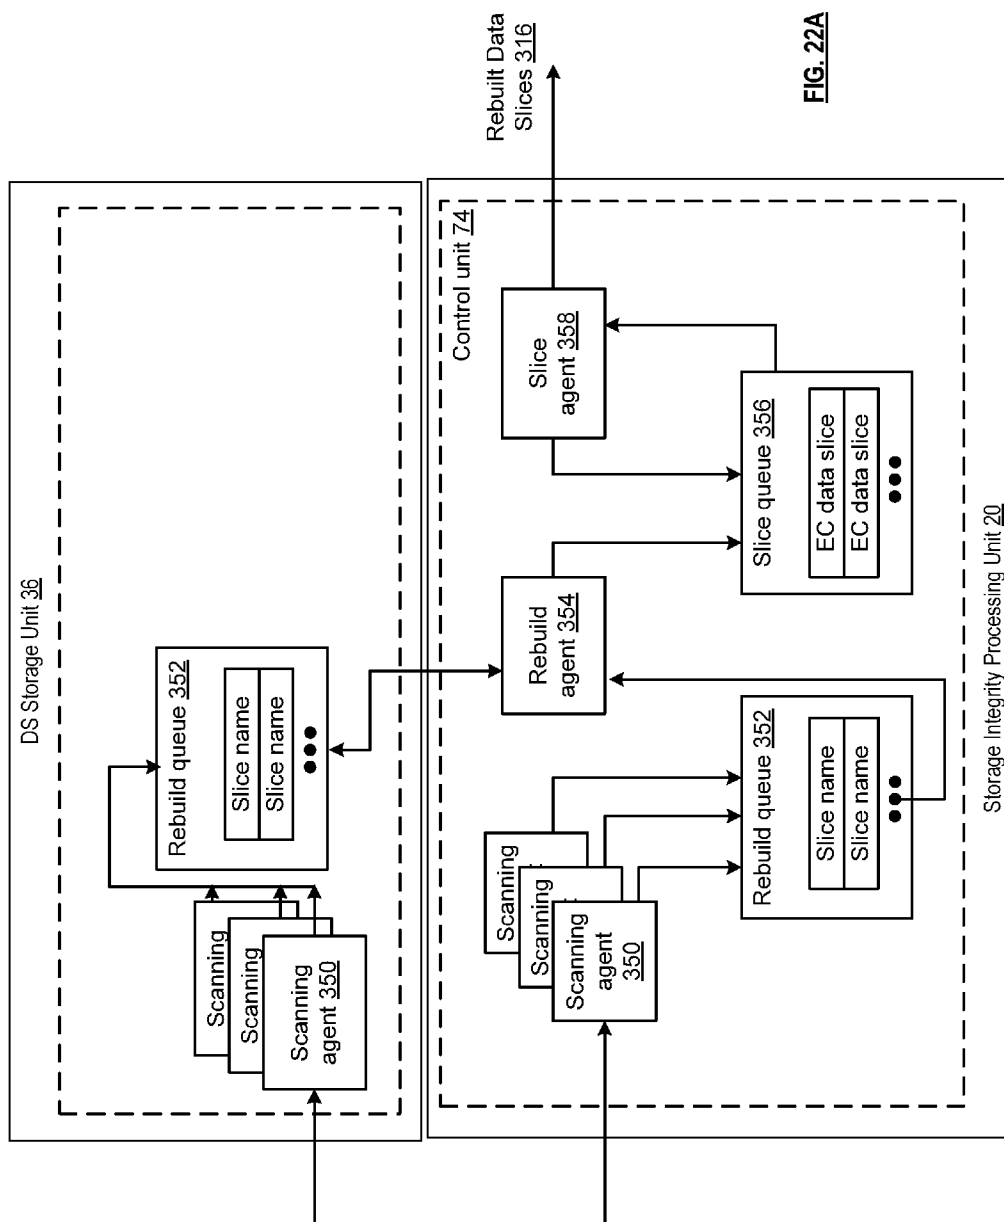 DS Storage Unit 36
Scanning
Scanning
Scanning
agent 350
Rebuild queue 352
Slice name
Slice name
Control unit 74
Scanning
Scanning
Scanning
agent
350
Rebuild queue 352
Slice name
Slice name
Rebuild
agent 354
Slice queue 356
EC data slice
EC data slice
Slice
agent 358
Storage Integrity Processing Unit 20
Rebuilt Data
Slices 316
FIG. 22A